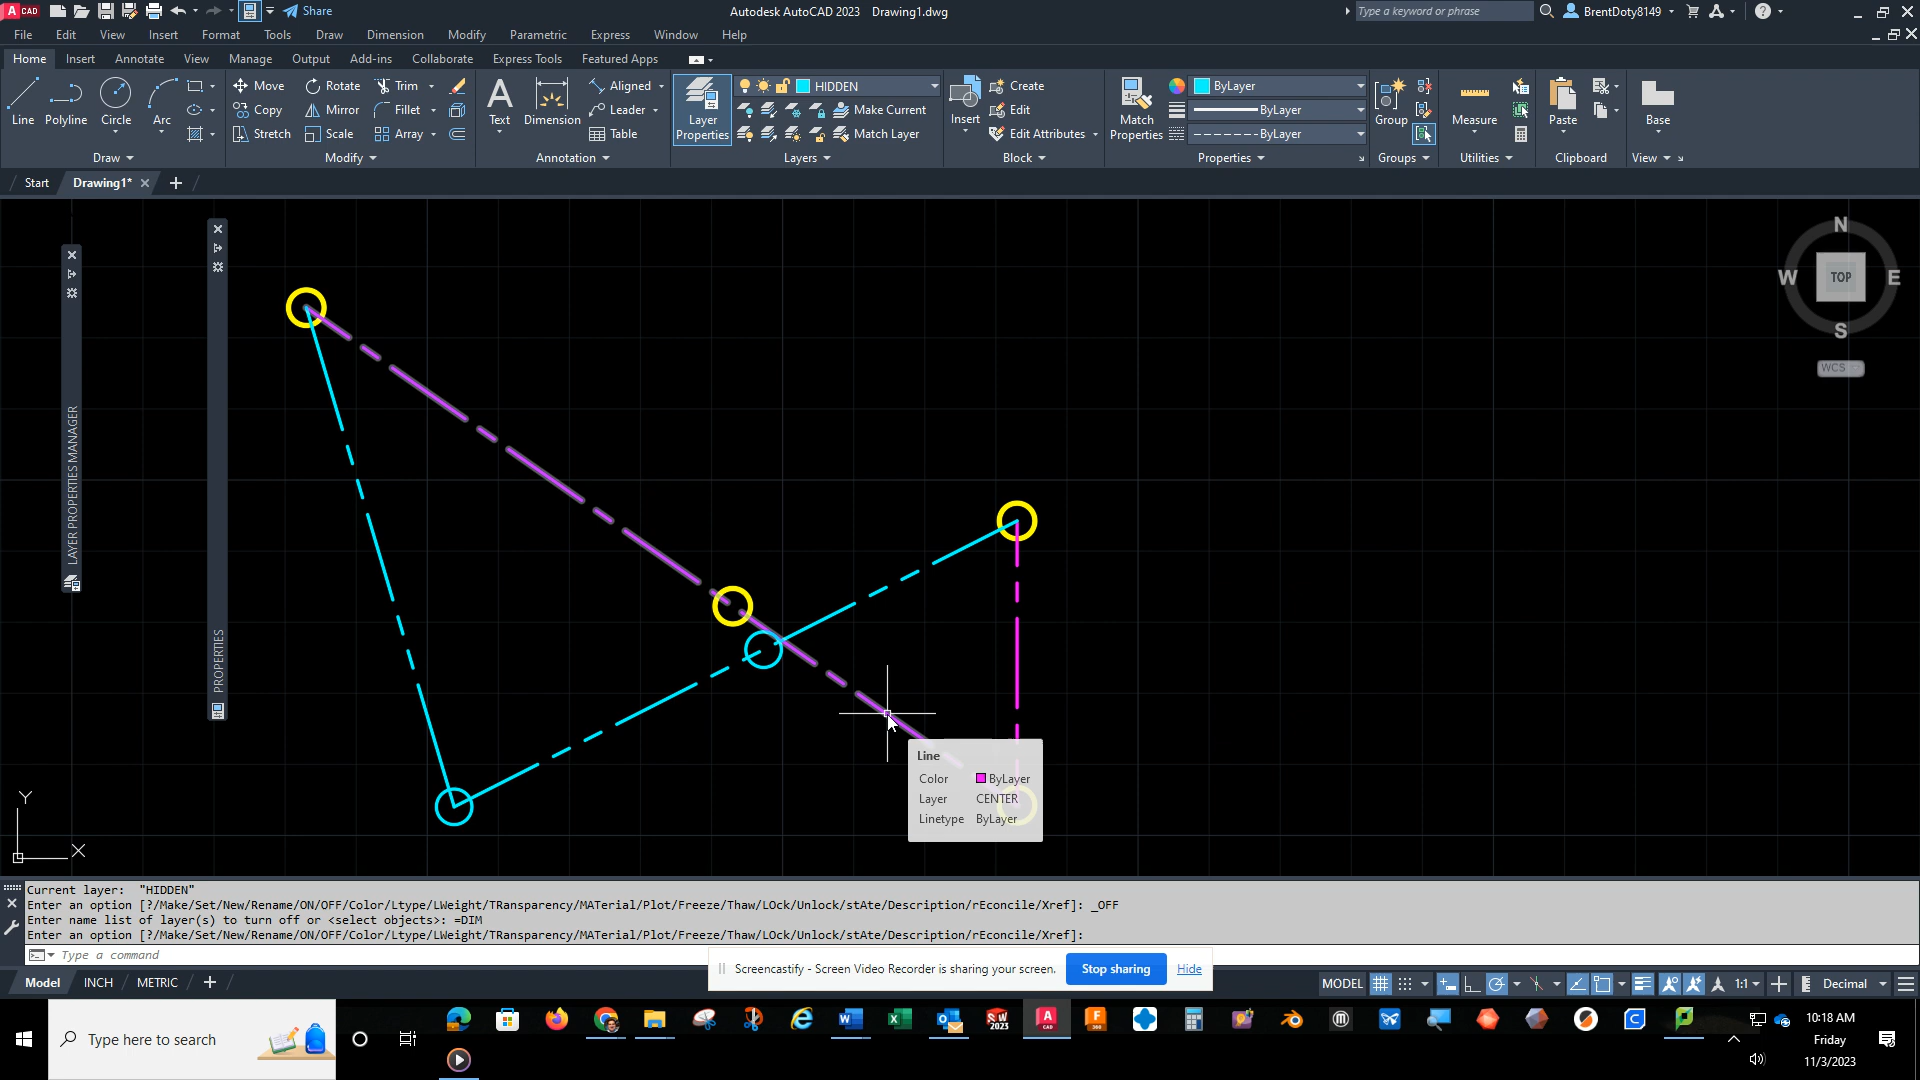 CAD
Share
Autodesk AutoCAD 2023 Drawing1.dwg
Type a keyword or phrase
BrentDoty8149
File Edit View Insert Format Tools Draw Dimension Modify Parametric Express Window Help
Home Insert Annotate View Manage Output Add-ins Collaborate Express Tools Featured Apps
Line Polyline Circle Arc
Draw
Move Rotate Trim
Copy Mirror Fillet
Stretch Scale Array
Modify
Text Dimension
Aligned
Leader
Table
Annotation
Layer
Properties
HIDDEN
Make Current
Match Layer
Layers
Insert
Create
Edit
Edit Attributes
Block
Match
Properties
ByLayer
ByLayer
ByLayer
Properties
Group
Groups
Measure
Utilities
Paste
Clipboard
Base
View
Start Drawing1*
LAYER PROPERTIES MANAGER
PROPERTIES
N
W TOP E
S
WCS
Line
Color ByLayer
Layer CENTER
Linetype ByLayer
Y
X
Current layer: "HIDDEN"
Enter an option [?/Make/Set/New/Rename/ON/OFF/Color/Ltype/LWeight/TRansparency/MATerial/Plot/Freeze/Thaw/LOck/Unlock/stAte/Description/rEconcile/Xref]: _OFF
Enter name list of layer(s) to turn off or <select objects>: =DIM
Enter an option [?/Make/Set/New/Rename/ON/OFF/Color/Ltype/LWeight/TRansparency/MATerial/Plot/Freeze/Thaw/LOck/Unlock/stAte/Description/rEconcile/Xref]:
Type a command
Screencastify - Screen Video Recorder is sharing your screen. Stop sharing Hide
Model INCH METRIC
MODEL 1:1 Decimal
Type here to search
10:18 AM
Friday
11/3/2023